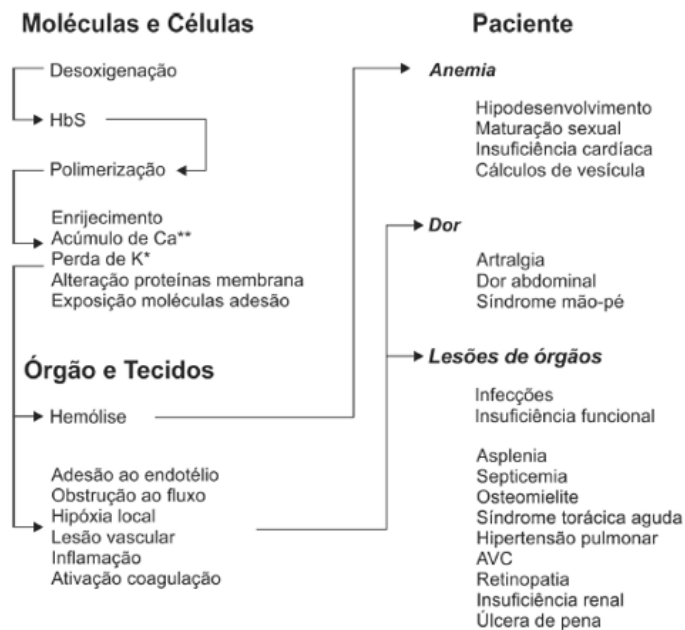 Moléculas e Células
Desoxigenação
HbS
Polimerização
Enrijecimento
Acúmulo de Ca**
Perda de K*
Alteração proteínas membrana
Exposição moléculas adesão
Órgão e Tecidos
Hemólise
Adesão ao endotélio
Obstrução ao fluxo
Hipóxia local
Lesão vascular
Inflamação
Ativação coagulação
Paciente
Anemia
Hipodesenvolvimento
Maturação sexual
Insuficiência cardíaca
Cálculos de vesícula
Dor
Artralgia
Dor abdominal
Síndrome mão-pé
Lesões de órgãos
Infecções
Insuficiência funcional
Asplenia
Septicemia
Osteomielite
Síndrome torácica aguda
Hipertensão pulmonar
AVC
Retinopatia
Insuficiência renal
Úlcera de pena